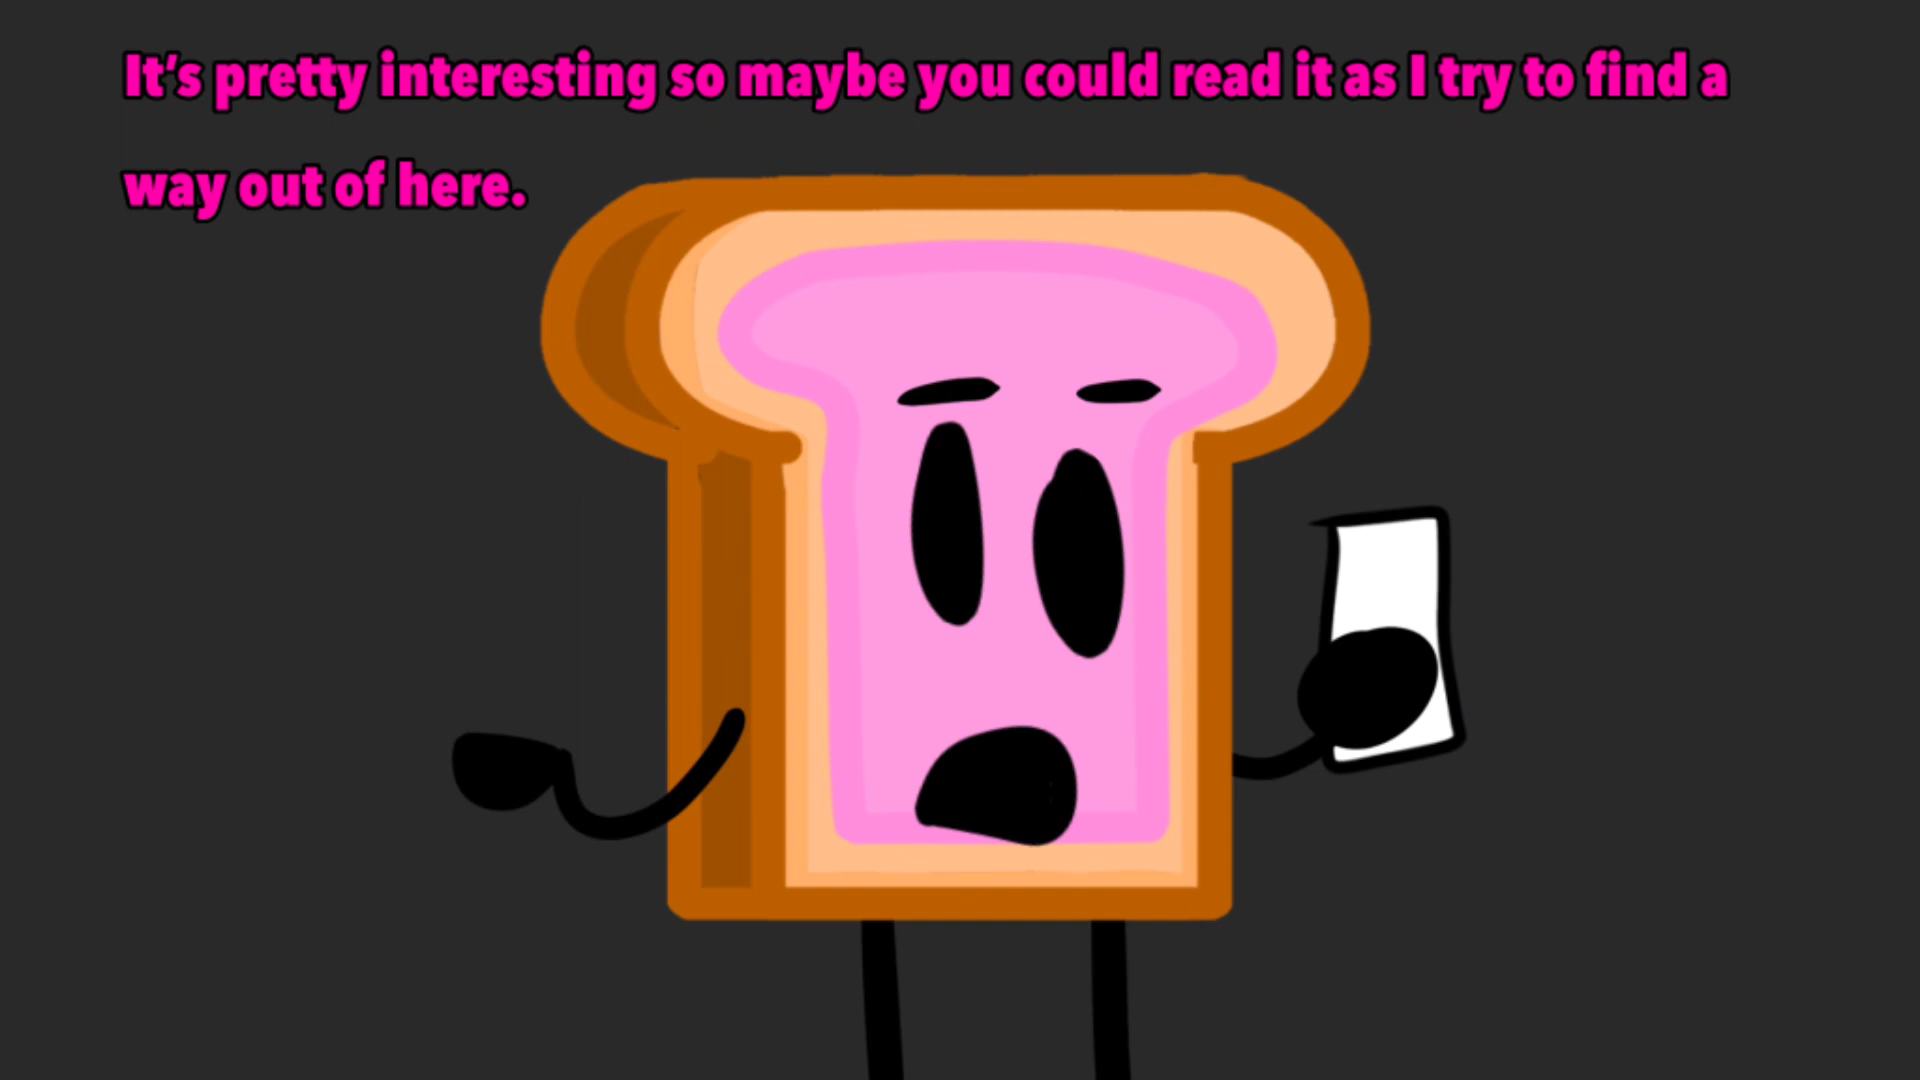 It's pretty interesting so maybe you could read it as I try to find a
way out of here.